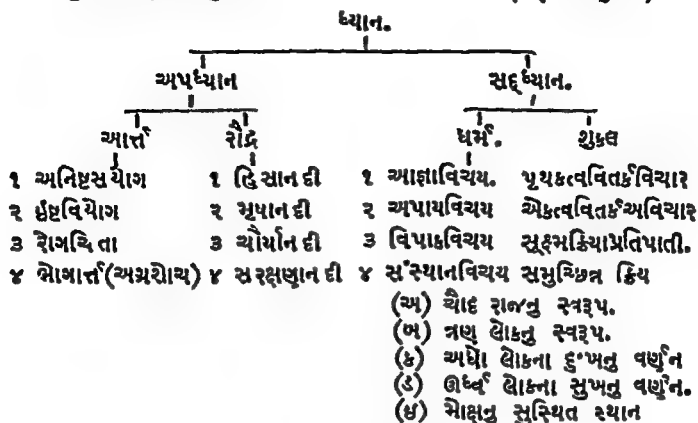 ધ્યાન.
અપધ્યાન સદ્ધ્યાન.
આર્ત્ત રૌદ્ર ધર્મ. શુકલ
૧ અનિષ્ટસ યોગ ૧ હિ સાન દી ૧ આજ્ઞાવિચય. પૃથકત્વવિતર્કવિચાર
૨ ઇષ્ટવિયોગ ૨ મૃષાન દી ૨ અપાયવિચય એકત્વવિતર્કઅવિચાર
૩ રોગચિ તા ૩ ચૌર્યાન દી ૩ વિપાકવિચય સૂક્ષ્મક્રિયાપ્રતિપાતી.
૪ ભોગાર્ત્ત (અગ્રશોચ) ૪ સ રક્ષણાન દી ૪ સંસ્થાનવિચય સમુચ્છિન્ન ક્રિય
(અ) ચૌદ રાજનુ સ્વરૂપ.
(બ) ત્રણ લોકનુ સ્વરૂપ.
(ક) અધો લોકના દુઃખનુ વર્ણન
(ડ) ઊર્ધ્વ લોકના સુખનુ વર્ણન.
(ઇ) મોક્ષનુ સુસ્થિત સ્થાન